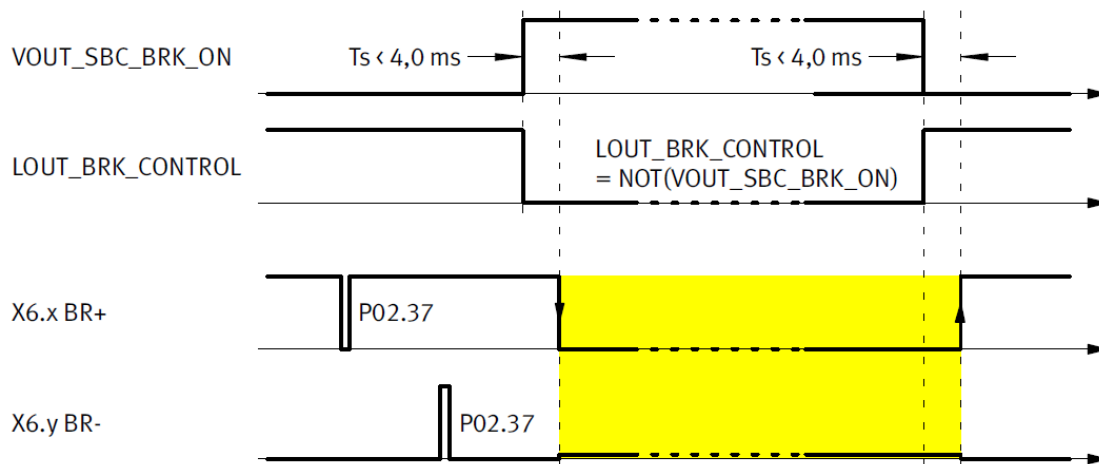 VOUT_SBC_BRK_ON
Ts < 4,0 ms
Ts < 4,0 ms
LOUT_BRK_CONTROL
LOUT_BRK_CONTROL
= NOT(VOUT_SBC_BRK_ON)
X6.x BR+
P02.37
X6.y BR-
P02.37